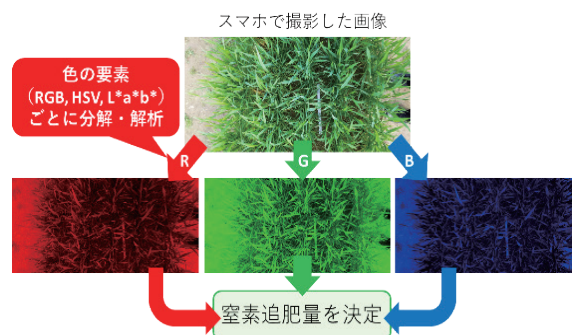 スマホで撮影した画像
色の要素
（RGB, HSV, L*a*b*）
ごとに分解・解析
R
G
B
窒素追肥量を決定